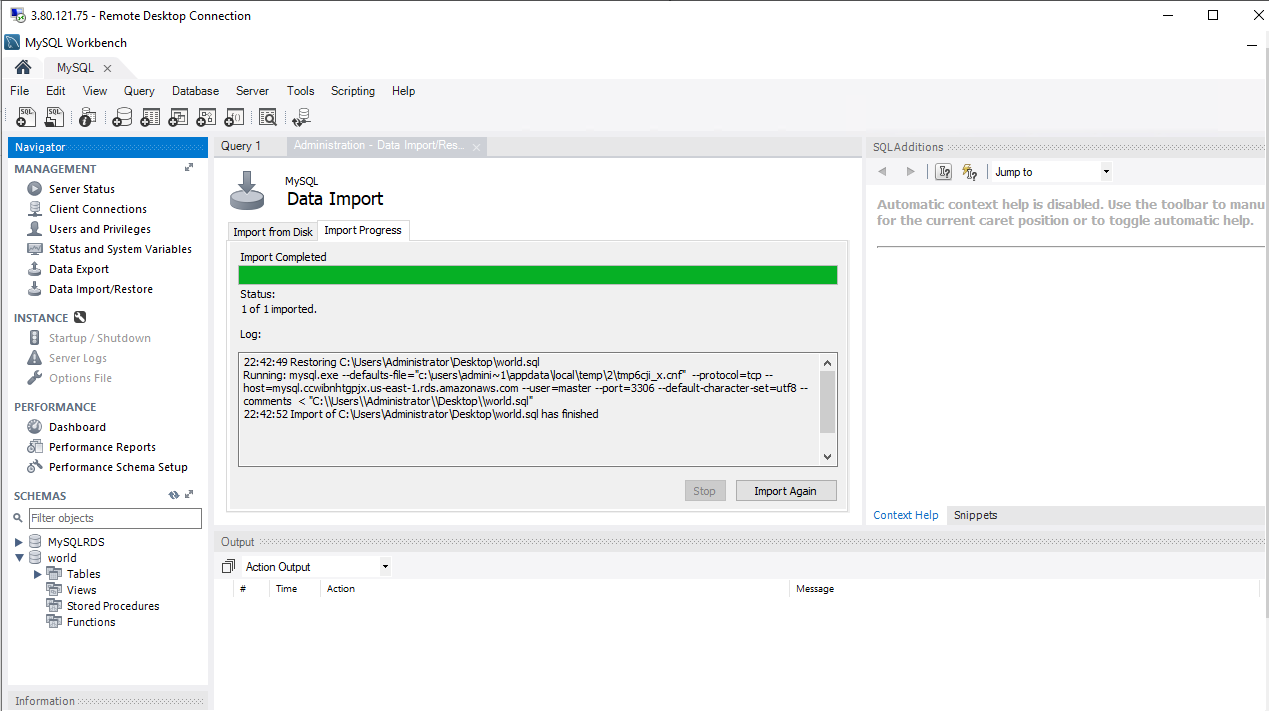 3.80.121.75 - Remote Desktop Connection
MySQL Workbench
MySQL
File Edit View Query Database Server Tools Scripting Help
Navigator
MANAGEMENT
Server Status
Client Connections
Users and Privileges
Status and System Variables
Data Export
Data Import/Restore
INSTANCE
Startup / Shutdown
Server Logs
Options File
PERFORMANCE
Dashboard
Performance Reports
Performance Schema Setup
SCHEMAS
Filter objects
MySQLRDS
world
Tables
Views
Stored Procedures
Functions
Information
Query 1
Administration - Data Import/Res...
MySQL
Data Import
Import from Disk
Import Progress
Import Completed
Status:
1 of 1 imported.
Log:
22:42:49 Restoring C:\Users\Administrator\Desktop\world.sql
Running: mysql.exe --defaults-file="c:\users\admini~1\appdata\local\temp\2\tmp6cji_x.cnf" --protocol=tcp --
host=mysql.ccwibnhtgpjx.us-east-1.rds.amazonaws.com --user=master --port=3306 --default-character-set=utf8 --
comments < "C:\\Users\\Administrator\\Desktop\\world.sql"
22:42:52 Import of C:\Users\Administrator\Desktop\world.sql has finished
Stop
Import Again
SQLAdditions
Jump to
Automatic context help is disabled. Use the toolbar to manu
for the current caret position or to toggle automatic help.
Context Help
Snippets
Output
Action Output
# Time Action Message